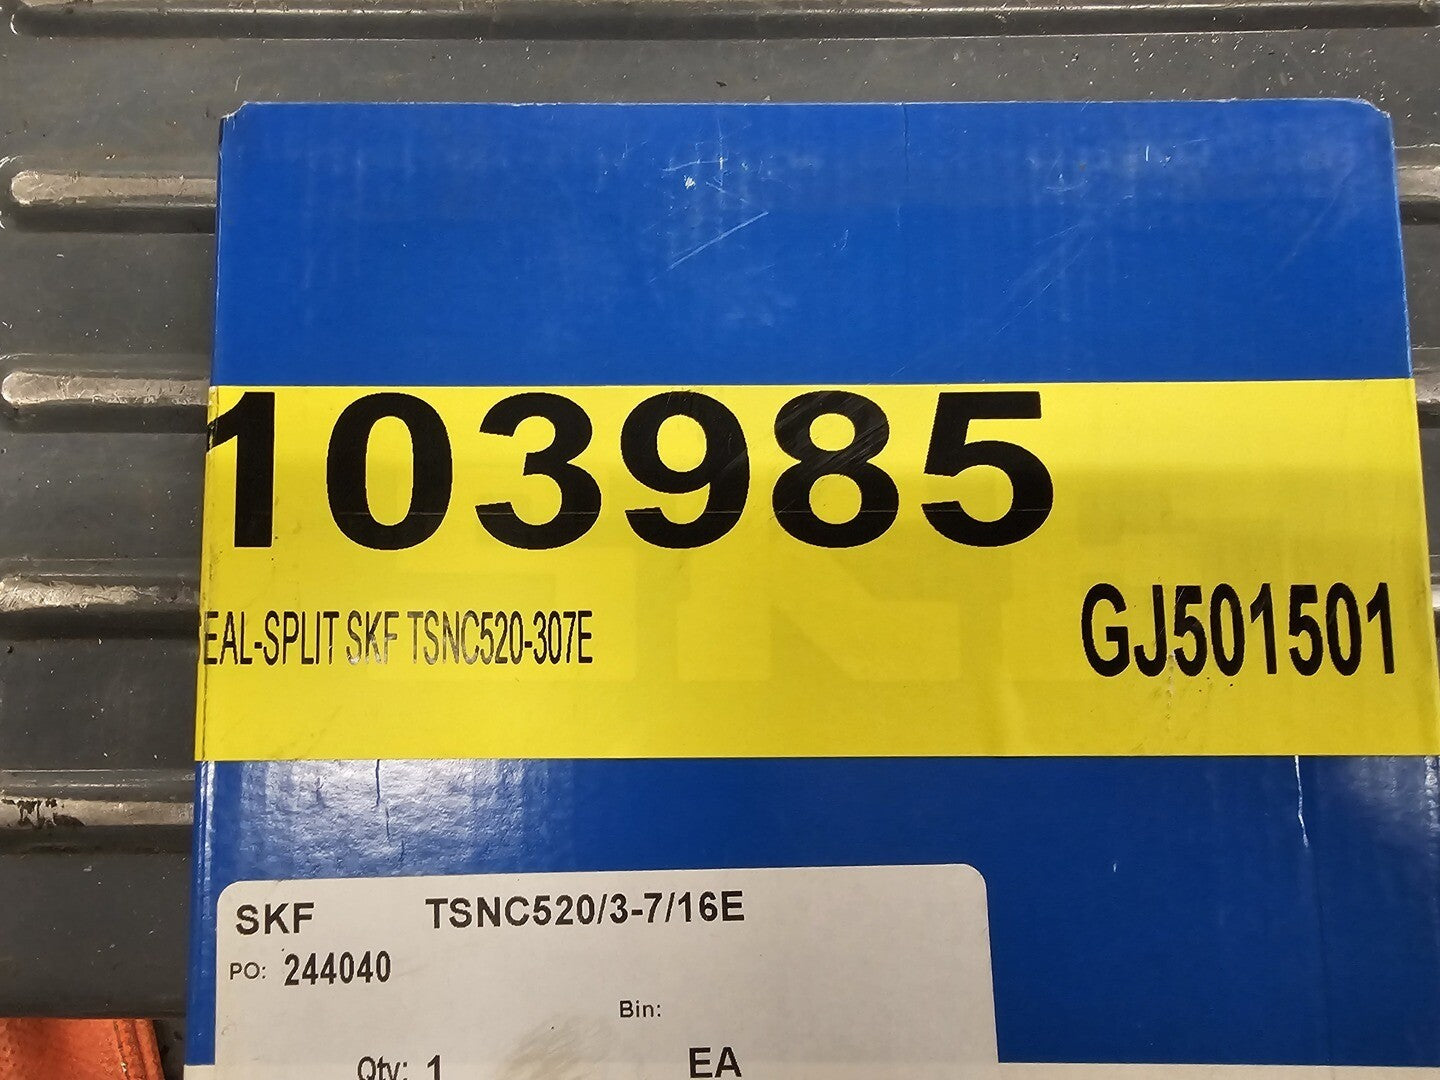 103985
EAL-SPLIT SKF TSNC520-307E
GJ501501
SKF TSNC520/3-7/16E
PO: 244040
Bin:
Qty: 1 EA